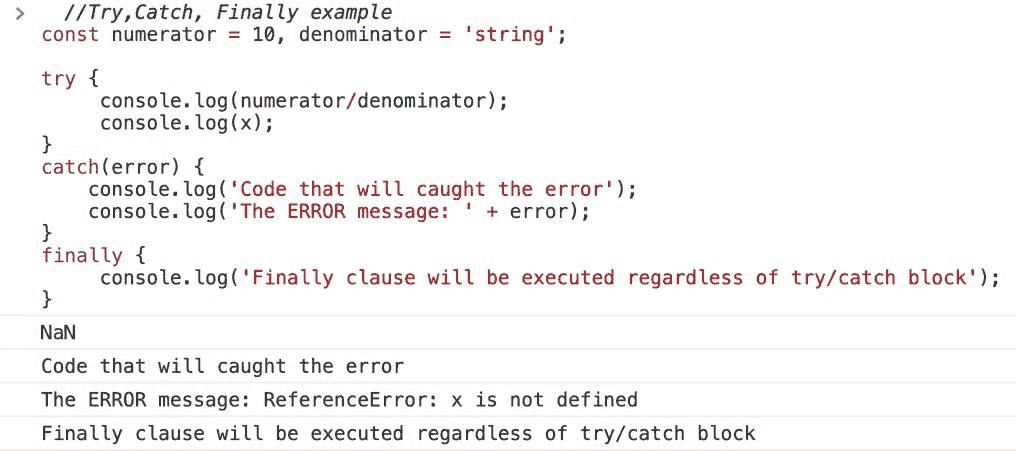 > //Try,Catch, Finally example
const numerator = 10, denominator = 'string';
try {
console.log(numerator/denominator);
console.log(x);
}
catch(error) {
console.log('Code that will caught the error');
console.log('The ERROR message: ' + error);
}
finally {
console.log('Finally clause will be executed regardless of try/catch block');
}
NaN
Code that will caught the error
The ERROR message: ReferenceError: x is not defined
Finally clause will be executed regardless of try/catch block